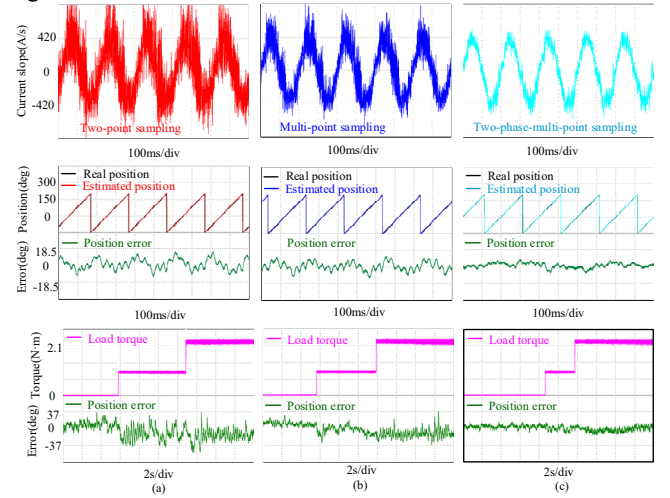 Current slope(A/s)
420
0
-420
Two-point sampling
Multi-point sampling
Two-phase-multi-point sampling
100ms/div
100ms/div
100ms/div
Position(deg)
300
150
0
Real position
Estimated position
Real position
Estimated position
Real position
Estimated position
Error(deg)
18.5
0
-18.5
Position error
Position error
Position error
100ms/div
100ms/div
100ms/div
Torque(N·m)
2.1
0
Load torque
Load torque
Load torque
Error(deg)
37
0
-37
Position error
Position error
Position error
2s/div
2s/div
2s/div
(a)
(b)
(c)